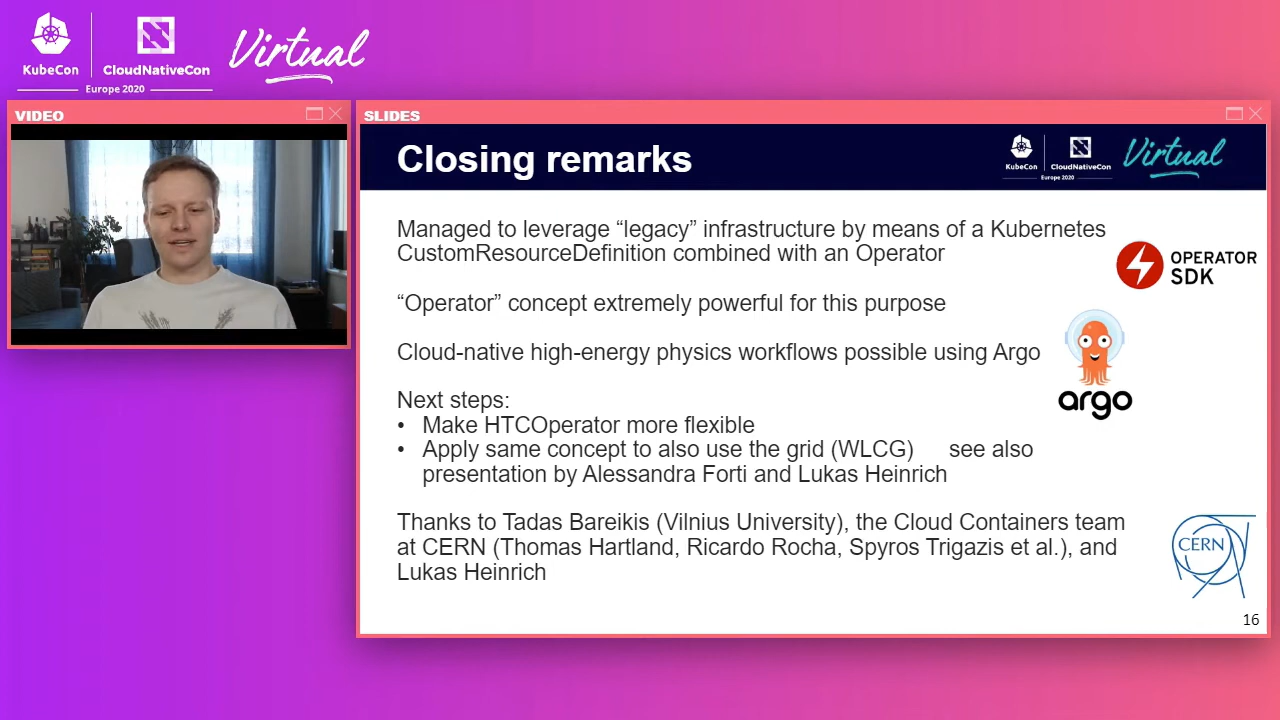 KubeCon
CloudNativeCon
Europe 2020
Virtual
VIDEO
SLIDES
Closing remarks
KubeCon
CloudNativeCon
Europe 2020
Virtual
Managed to leverage “legacy” infrastructure by means of a Kubernetes
CustomResourceDefinition combined with an Operator
OPERATOR
SDK
“Operator” concept extremely powerful for this purpose
Cloud-native high-energy physics workflows possible using Argo
argo
Next steps:
• Make HTCOperator more flexible
• Apply same concept to also use the grid (WLCG) see also
presentation by Alessandra Forti and Lukas Heinrich
Thanks to Tadas Bareikis (Vilnius University), the Cloud Containers team
at CERN (Thomas Hartland, Ricardo Rocha, Spyros Trigazis et al.), and
Lukas Heinrich
CERN
16